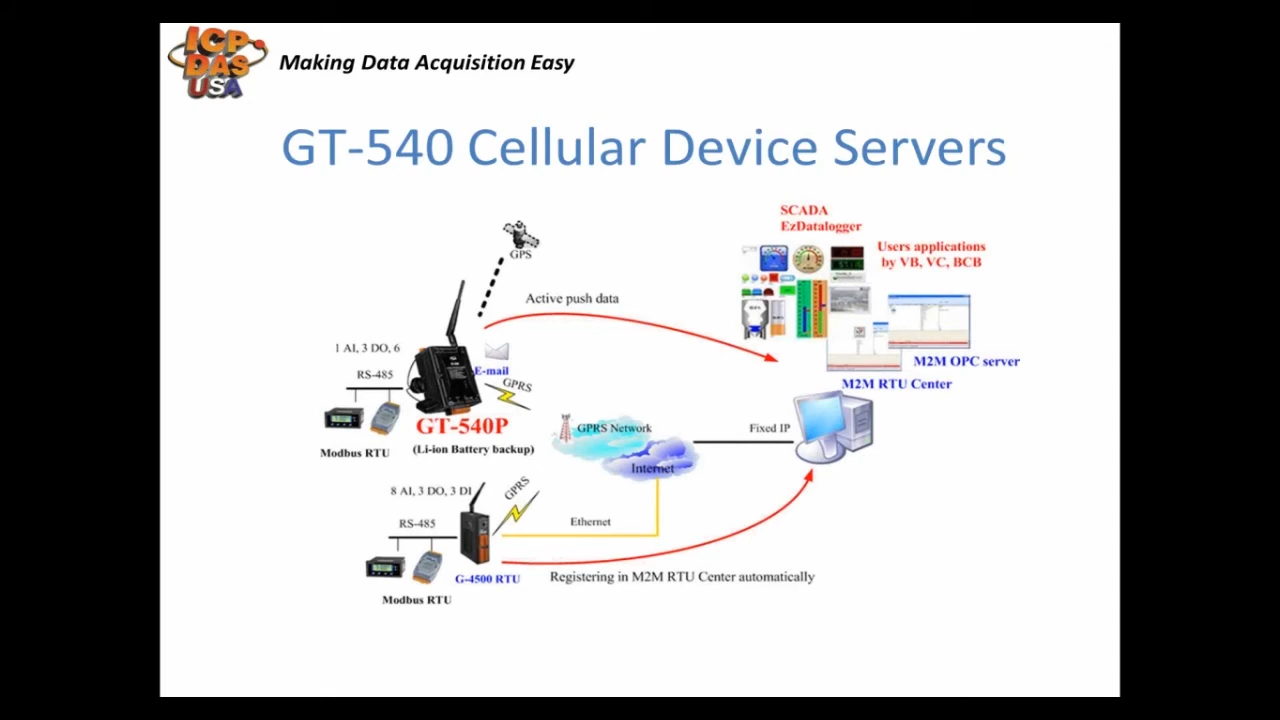 ICP
DAS
USA
Making Data Acquisition Easy
GT-540 Cellular Device Servers
SCADA
EzDatalogger
Users applications
by VB, VC, BCB
GPS
Active push data
1 AI, 3 DO, 6
RS-485
E-mail
GPRS
M2M OPC server
M2M RTU Center
GT-540P
(Li-ion Battery backup)
Modbus RTU
GPRS Network
Internet
Fixed IP
8 AI, 3 DO, 3 DI
GPRS
RS-485
Ethernet
G-4500 RTU
Registering in M2M RTU Center automatically
Modbus RTU